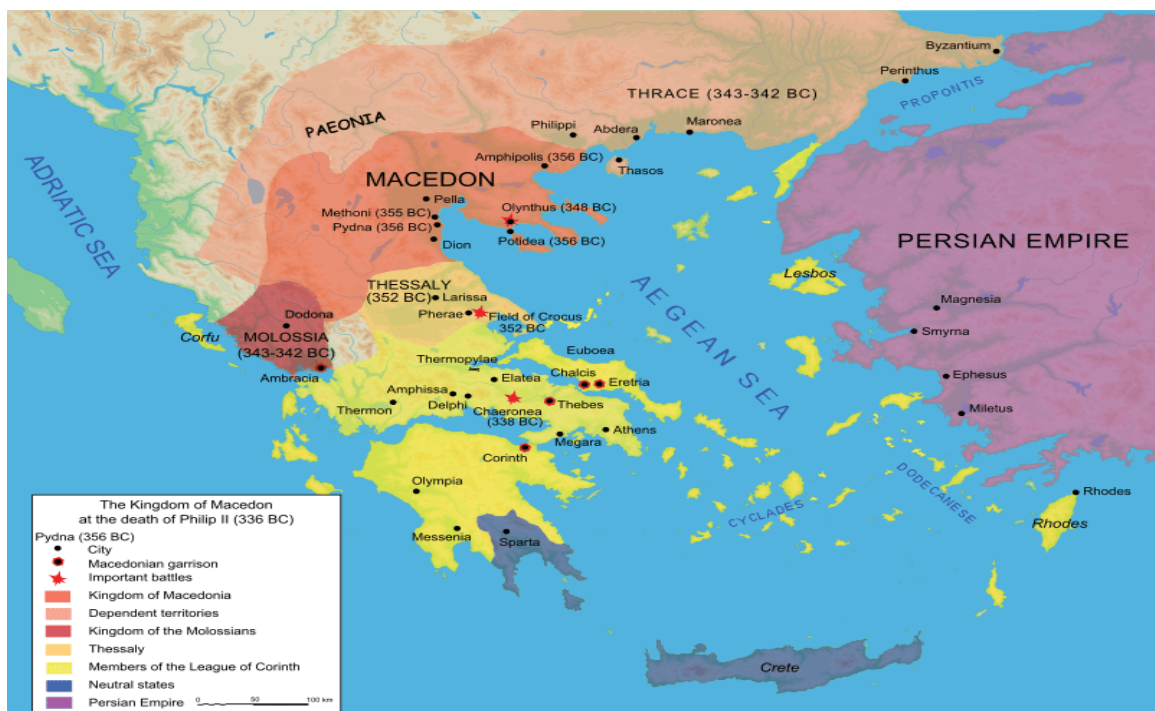 Byzantium
Perinthus
PROPONTIS
THRACE (343-342 BC)
PAEONIA
Philippi
Abdera
Maronea
Amphipolis (356 BC)
Thasos
ADRIATIC SEA
MACEDON
Pella
Methoni (355 BC)
Olynthus (348 BC)
Pydna (356 BC)
Potidea (356 BC)
Dion
PERSIAN EMPIRE
THESSALY
(352 BC)
Larissa
Lesbos
AEGEAN SEA
Pherae
Field of Crocus
352 BC
Magnesia
Dodona
Corfu
MOLOSSIA
(343-342 BC)
Smyrna
Thermopylae
Euboea
Ambracia
Elatea
Chalcis
Eretria
Ephesus
Amphissa
Thermon
Delphi
Chaeronea
(338 BC)
Thebes
Miletus
Megara
Athens
Corinth
Olympia
DODECANESE
Rhodes
CYCLADES
Rhodes
Messenia
Sparta
Crete
The Kingdom of Macedon
at the death of Philip II (336 BC)
Pydna (356 BC)
City
Macedonian garrison
Important battles
Kingdom of Macedonia
Dependent territories
Kingdom of the Molossians
Thessaly
Members of the League of Corinth
Neutral states
Persian Empire
0 50 100 km